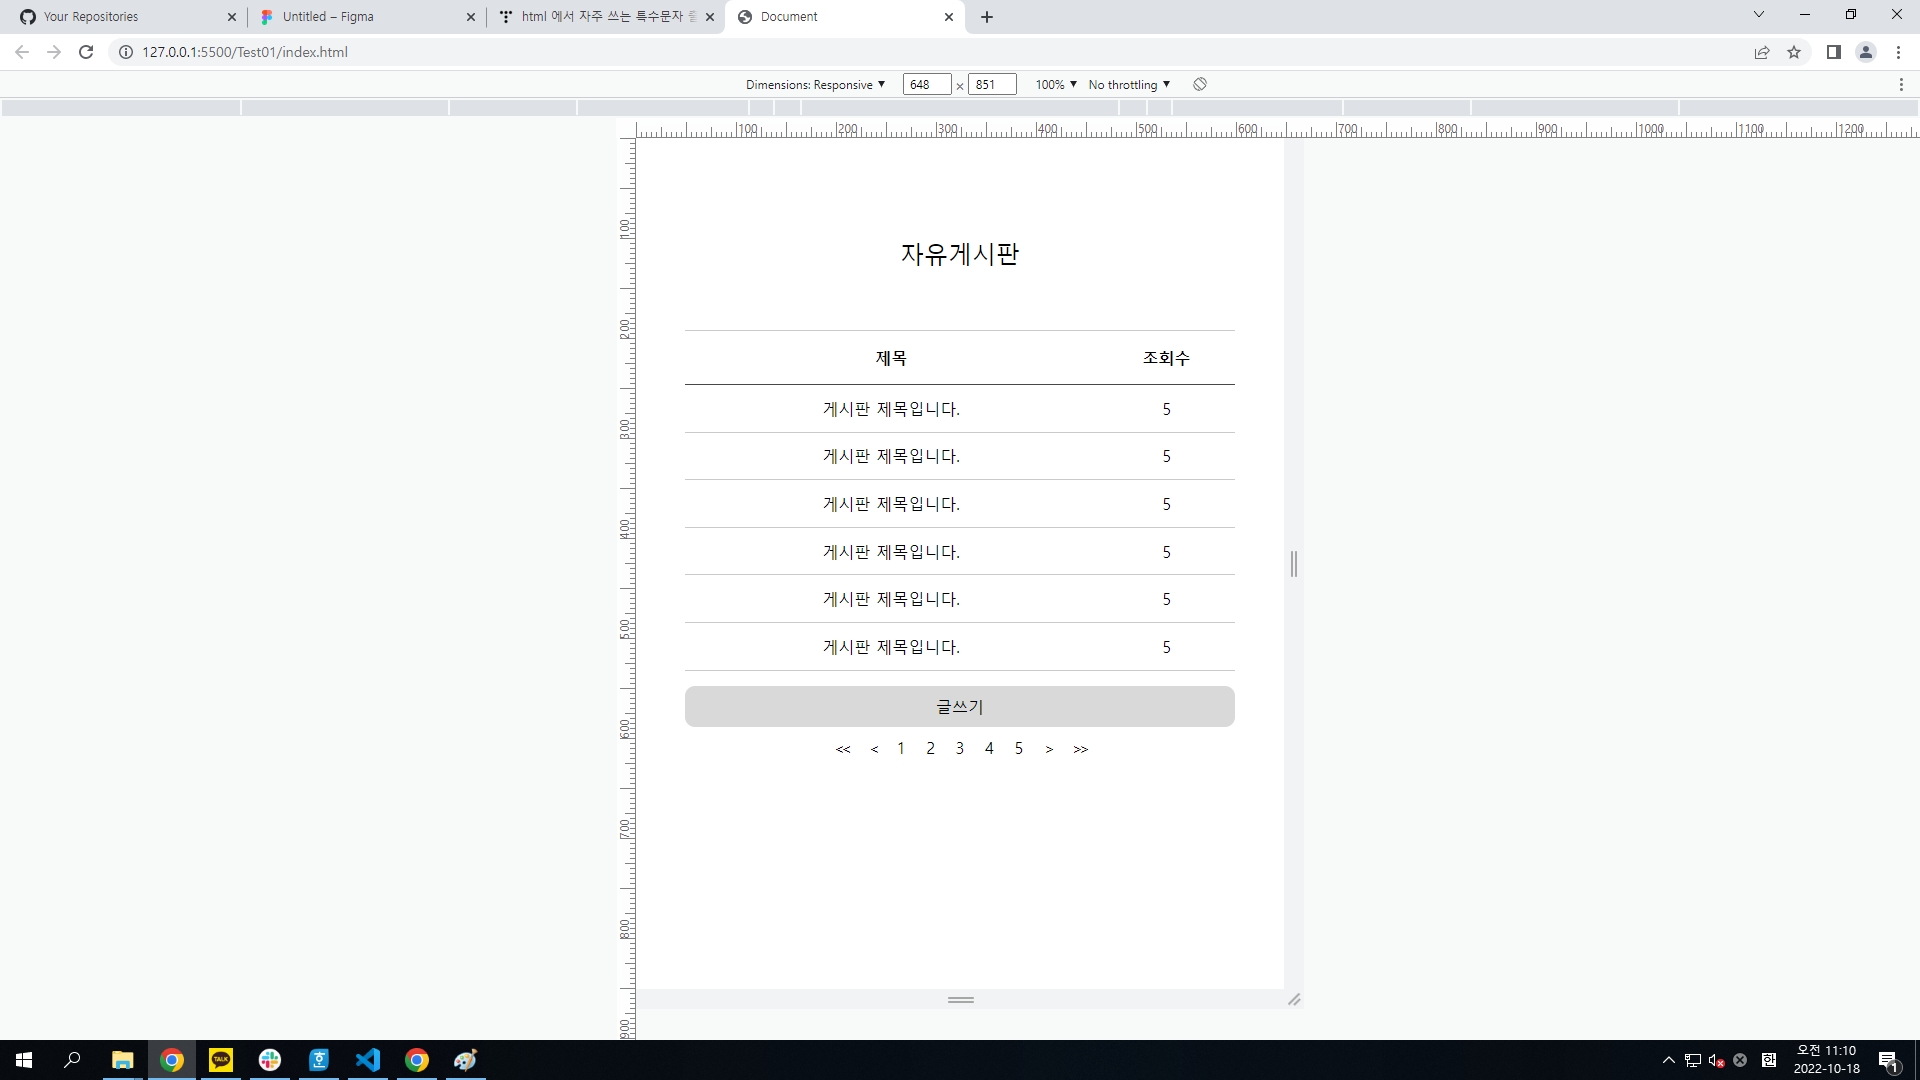 Your Repositories
Untitled – Figma
html 에서 자주 쓰는 특수문자
Document
127.0.0.1:5500/Test01/index.html
Dimensions: Responsive ▼ 648 × 851 100% ▼ No throttling ▼
100 200 300 400 500 600 700 800 900 1000 1100 1200
100
200
300
400
500
600
700
800
900
자유게시판
제목 조회수
게시판 제목입니다. 5
게시판 제목입니다. 5
게시판 제목입니다. 5
게시판 제목입니다. 5
게시판 제목입니다. 5
게시판 제목입니다. 5
글쓰기
<< < 1 2 3 4 5 > >>
TALK
호
한
오전 11:10
2022-10-18
1